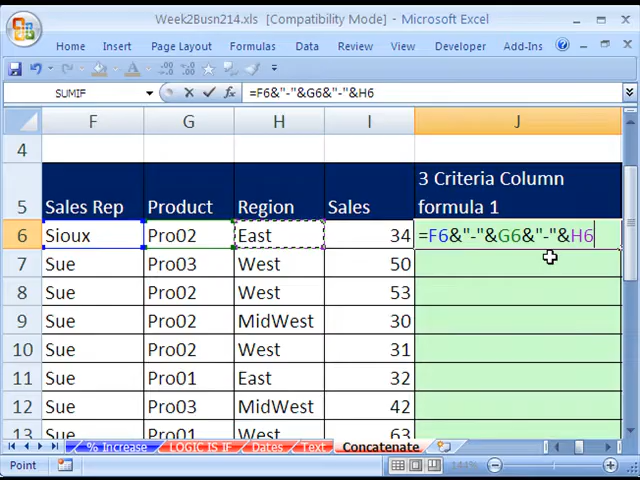 Week2Busn214.xls [Compatibility Mode] - Microsoft Excel
Home Insert Page Layout Formulas Data Review View Developer Add-Ins
SUMIF =F6&"-"&G6&"-"&H6
F G H I J
4
5 Sales Rep Product Region Sales 3 Criteria Column
formula 1
6 Sioux Pro02 East 34 =F6&"-"&G6&"-"&H6
7 Sue Pro03 West 50
8 Sue Pro02 West 53
9 Sue Pro02 MidWest 30
10 Sue Pro02 West 31
11 Sue Pro01 East 32
12 Sue Pro03 MidWest 42
13 Sue Pro01 West 63
% Increase LOGIC IS IF Dates Text Concatenate
Point 144%